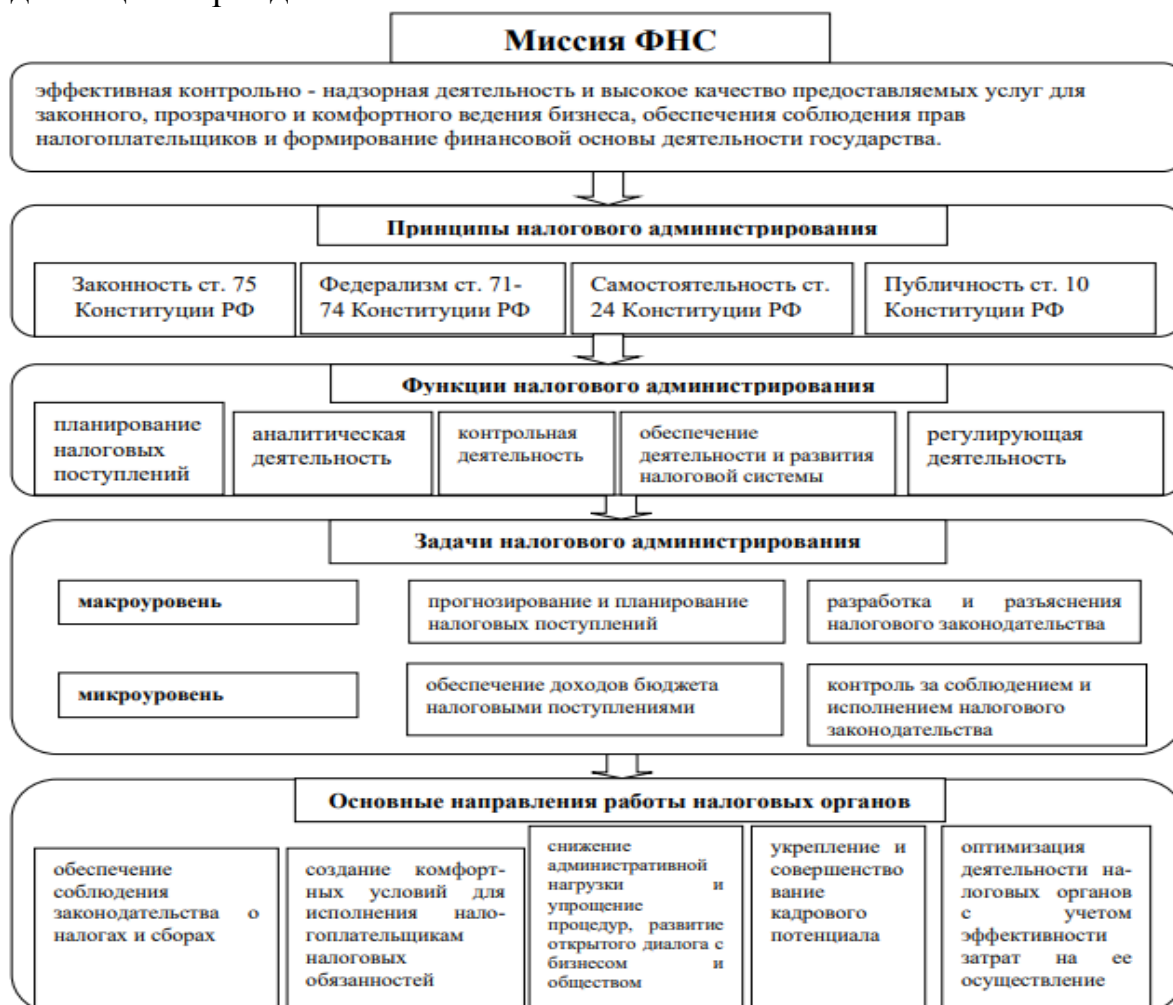 Миссия ФНС
эффективная контрольно - надзорная деятельность и высокое качество предоставляемых услуг для
законного, прозрачного и комфортного ведения бизнеса, обеспечения соблюдения прав
налогоплательщиков и формирование финансовой основы деятельности государства.
Принципы налогового администрирования
Законность ст. 75
Конституции РФ
Федерализм ст. 71-
74 Конституции РФ
Самостоятельность ст.
24 Конституции РФ
Публичность ст. 10
Конституции РФ
Функции налогового администрирования
планирование
налоговых
поступлений
аналитическая
деятельность
контрольная
деятельность
обеспечение
деятельности и развития
налоговой системы
регулирующая
деятельность
Задачи налогового администрирования
макроуровень
прогнозирование и планирование
налоговых поступлений
разработка и разъяснения
налогового законодательства
микроуровень
обеспечение доходов бюджета
налоговыми поступлениями
контроль за соблюдением и
исполнением налогового
законодательства
Основные направления работы налоговых органов
обеспечение
соблюдения
законодательства о
налогах и сборах
создание комфорт-
ных условий для
исполнения нало-
гоплательщикам
налоговых
обязанностей
снижение
административной
нагрузки и
упрощение
процедур, развитие
открытого диалога с
бизнесом и
обществом
укрепление и
совершенство
вание
кадрового
потенциала
оптимизация
деятельности на-
логовых органов
с учетом
эффективности
затрат на ее
осуществление